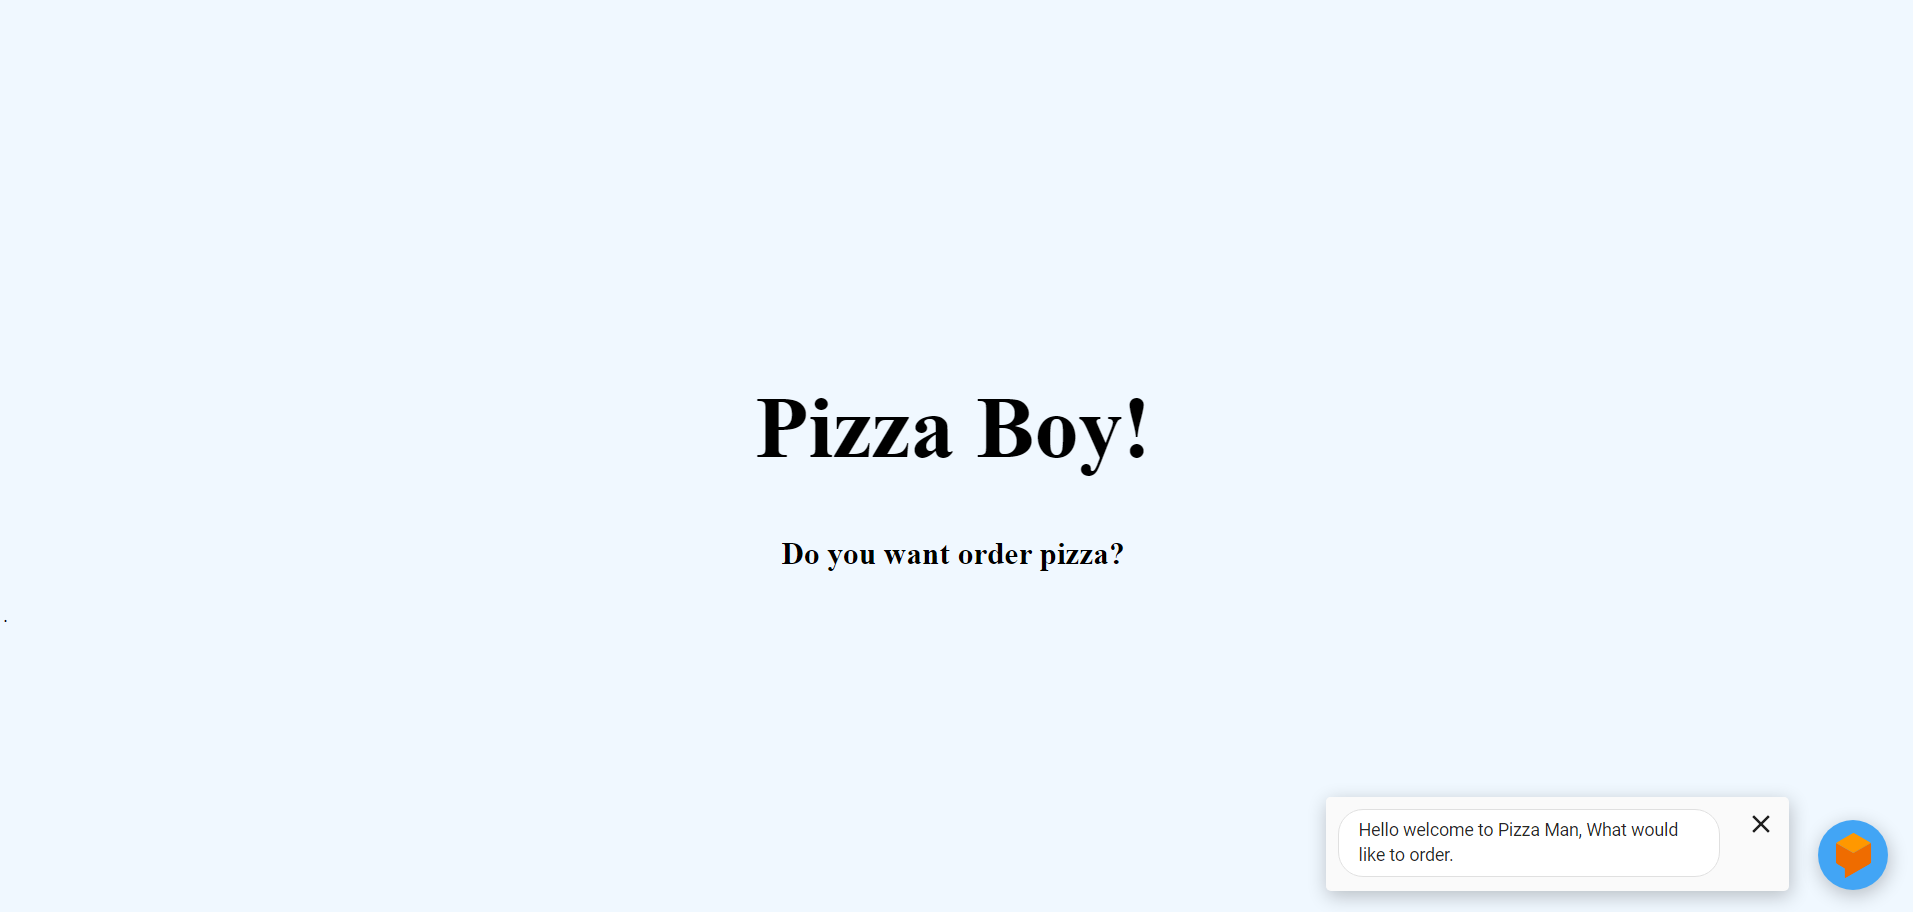 Pizza Boy!
Do you want order pizza?
.
Hello welcome to Pizza Man, What would
like to order.